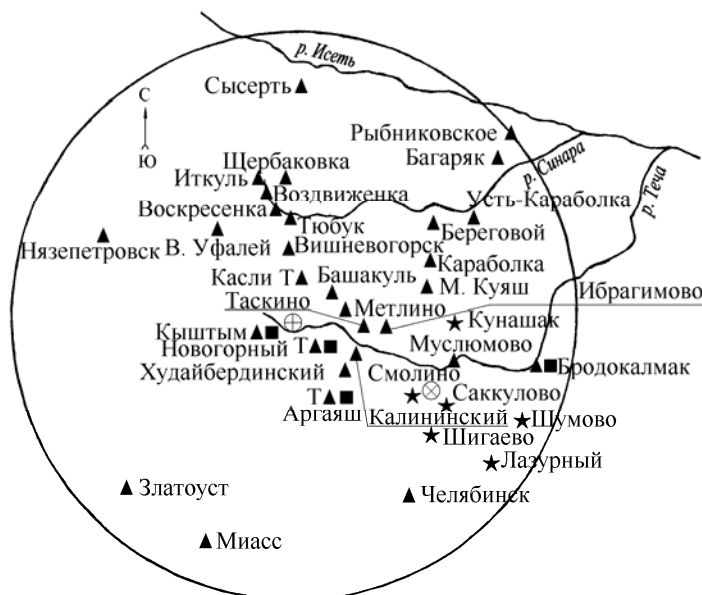 р. Исеть
Сысерть
С
Ю
Рыбниковское
Багаряк
р. Синара
Щербаковка
Иткуль
Воздвиженка
Воскресенка
Тюбук
Усть-Караболка
р. Теча
Береговой
Нязепетровск
В. Уфалей
Вишневогорск
Караболка
Касли Т
Башакуль
М. Куяш
Ибрагимово
Таскино
Метлино
Кунашак
Кыштым
Новогорный Т
Муслюмово
Бродокалмак
Худайбердинский
Смолино
Саккулово
Т
Аргаяш
Калининский
Шумово
Шигаево
Лазурный
Златоуст
Челябинск
Миасс